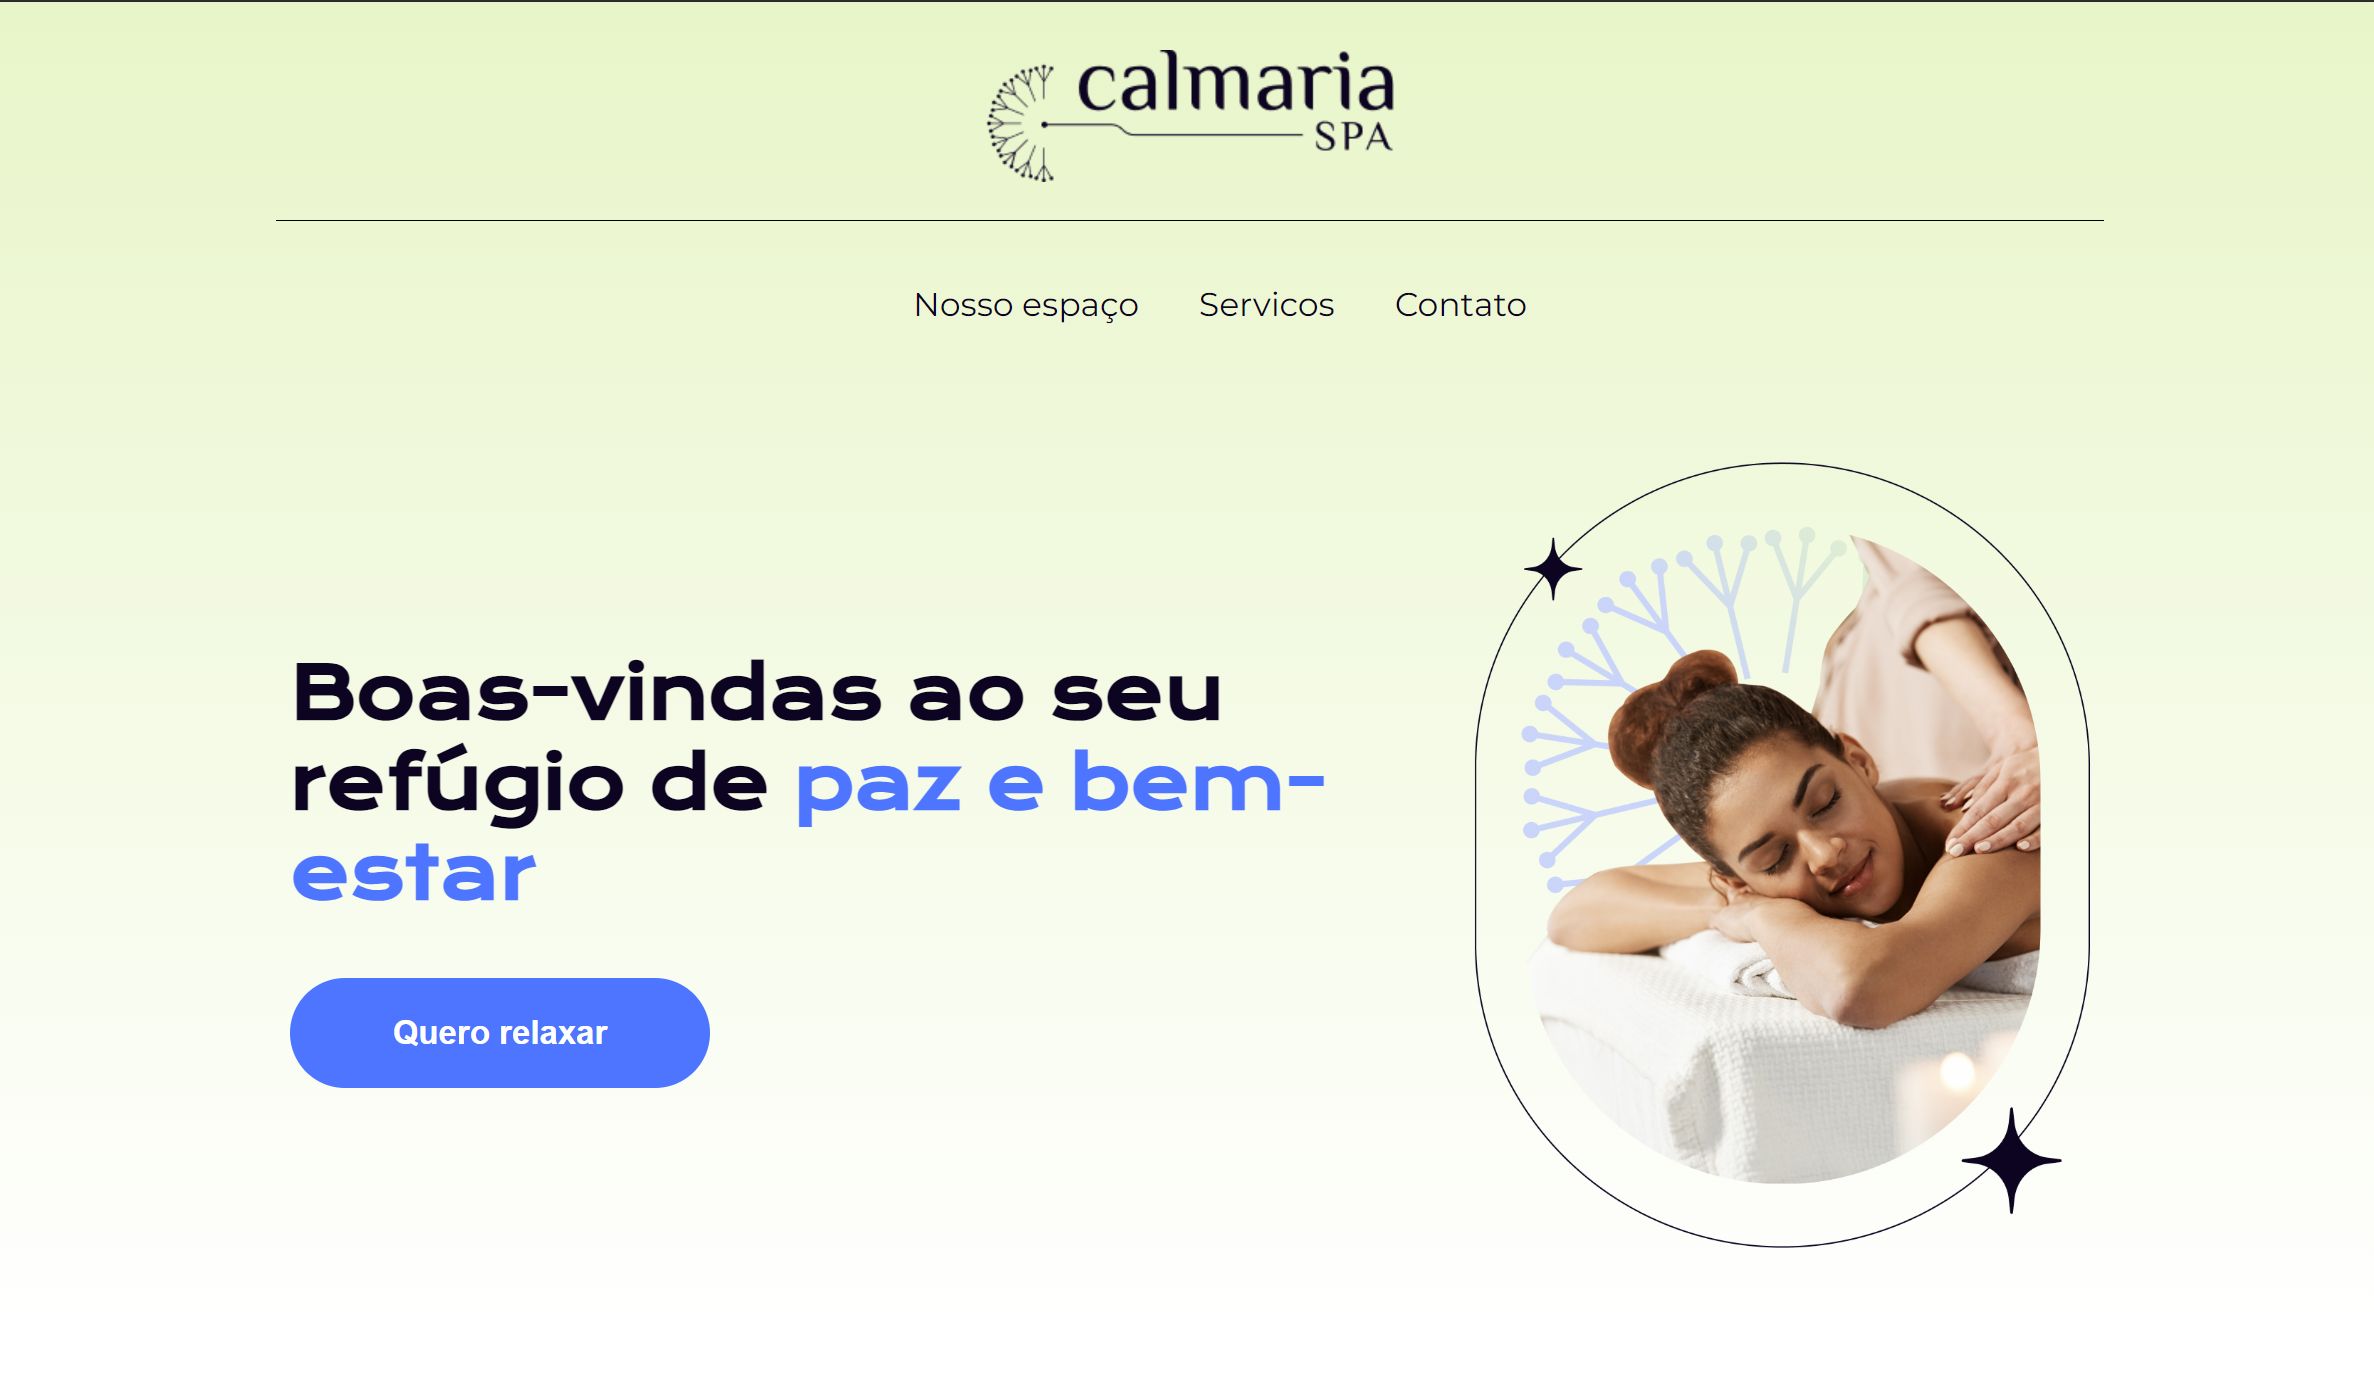 calmaria
SPA
Nosso espaço Servicos Contato
Boas-vindas ao seu
refúgio de paz e bem-
estar
Quero relaxar